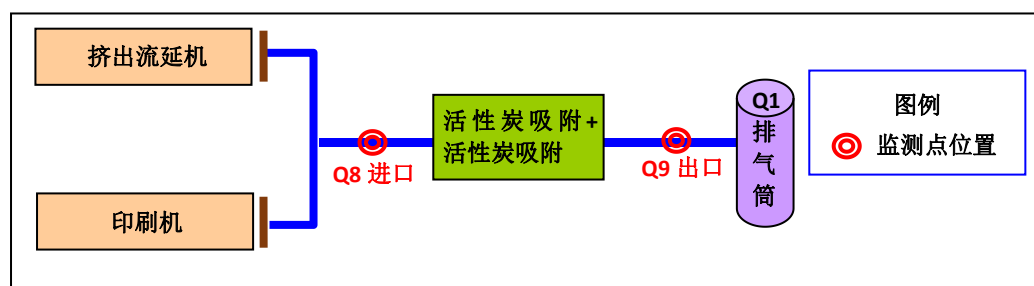 挤出流延机
印刷机
Q8 进口
活性炭吸附+
活性炭吸附
Q9 出口
Q1
排
气
筒
图例
监测点位置